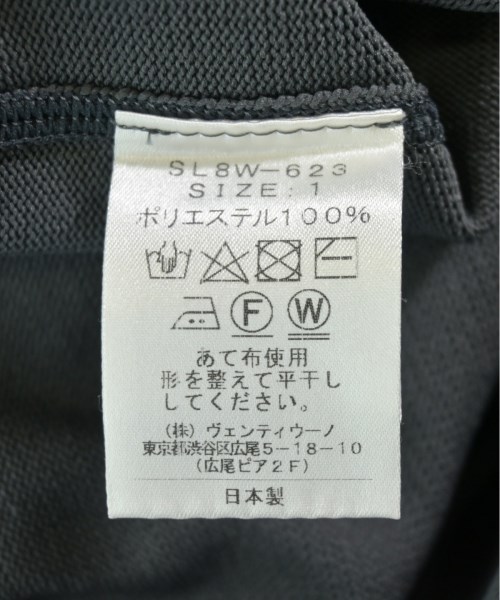 SL8W-623
SIZE:1
ポリエステル100%
F W
あて布使用
形を整えて平干し
してください。
(株)ヴェンティウーノ
東京都渋谷区広尾5-18-10
(広尾ピア2F)
日本製